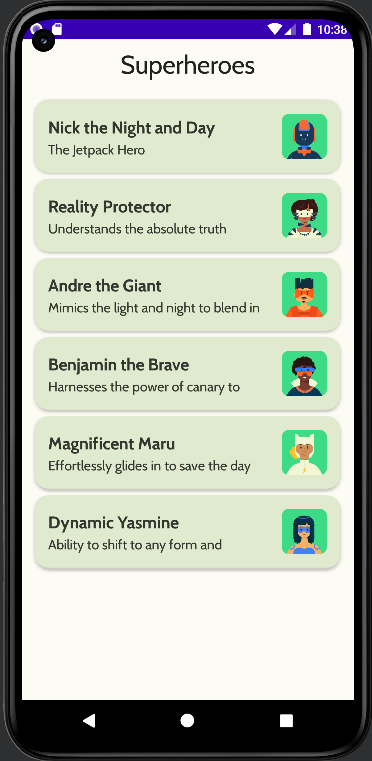 10:38
Superheroes
Nick the Night and Day
The Jetpack Hero
Reality Protector
Understands the absolute truth
Andre the Giant
Mimics the light and night to blend in
Benjamin the Brave
Harnesses the power of canary to
Magnificent Maru
Effortlessly glides in to save the day
Dynamic Yasmine
Ability to shift to any form and